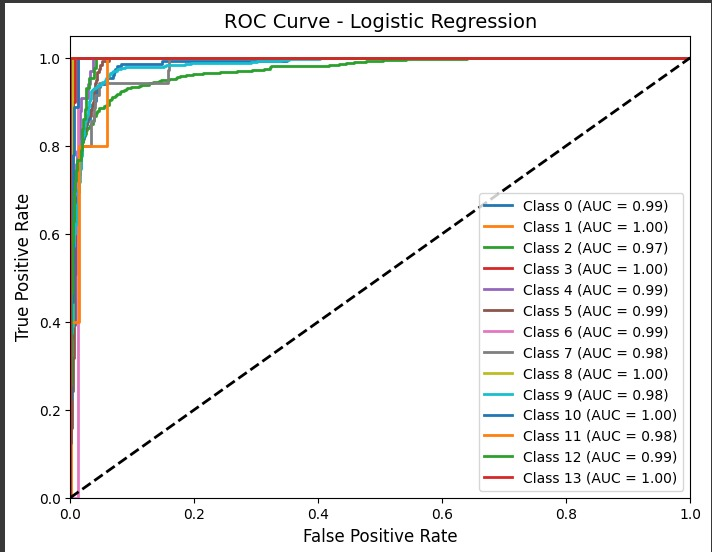 ROC Curve - Logistic Regression
True Positive Rate
1.0
0.8
0.6
0.4
0.2
0.0
Class 0 (AUC = 0.99)
Class 1 (AUC = 1.00)
Class 2 (AUC = 0.97)
Class 3 (AUC = 1.00)
Class 4 (AUC = 0.99)
Class 5 (AUC = 0.99)
Class 6 (AUC = 0.99)
Class 7 (AUC = 0.98)
Class 8 (AUC = 1.00)
Class 9 (AUC = 0.98)
Class 10 (AUC = 1.00)
Class 11 (AUC = 0.98)
Class 12 (AUC = 0.99)
Class 13 (AUC = 1.00)
0.0 0.2 0.4 0.6 0.8 1.0
False Positive Rate